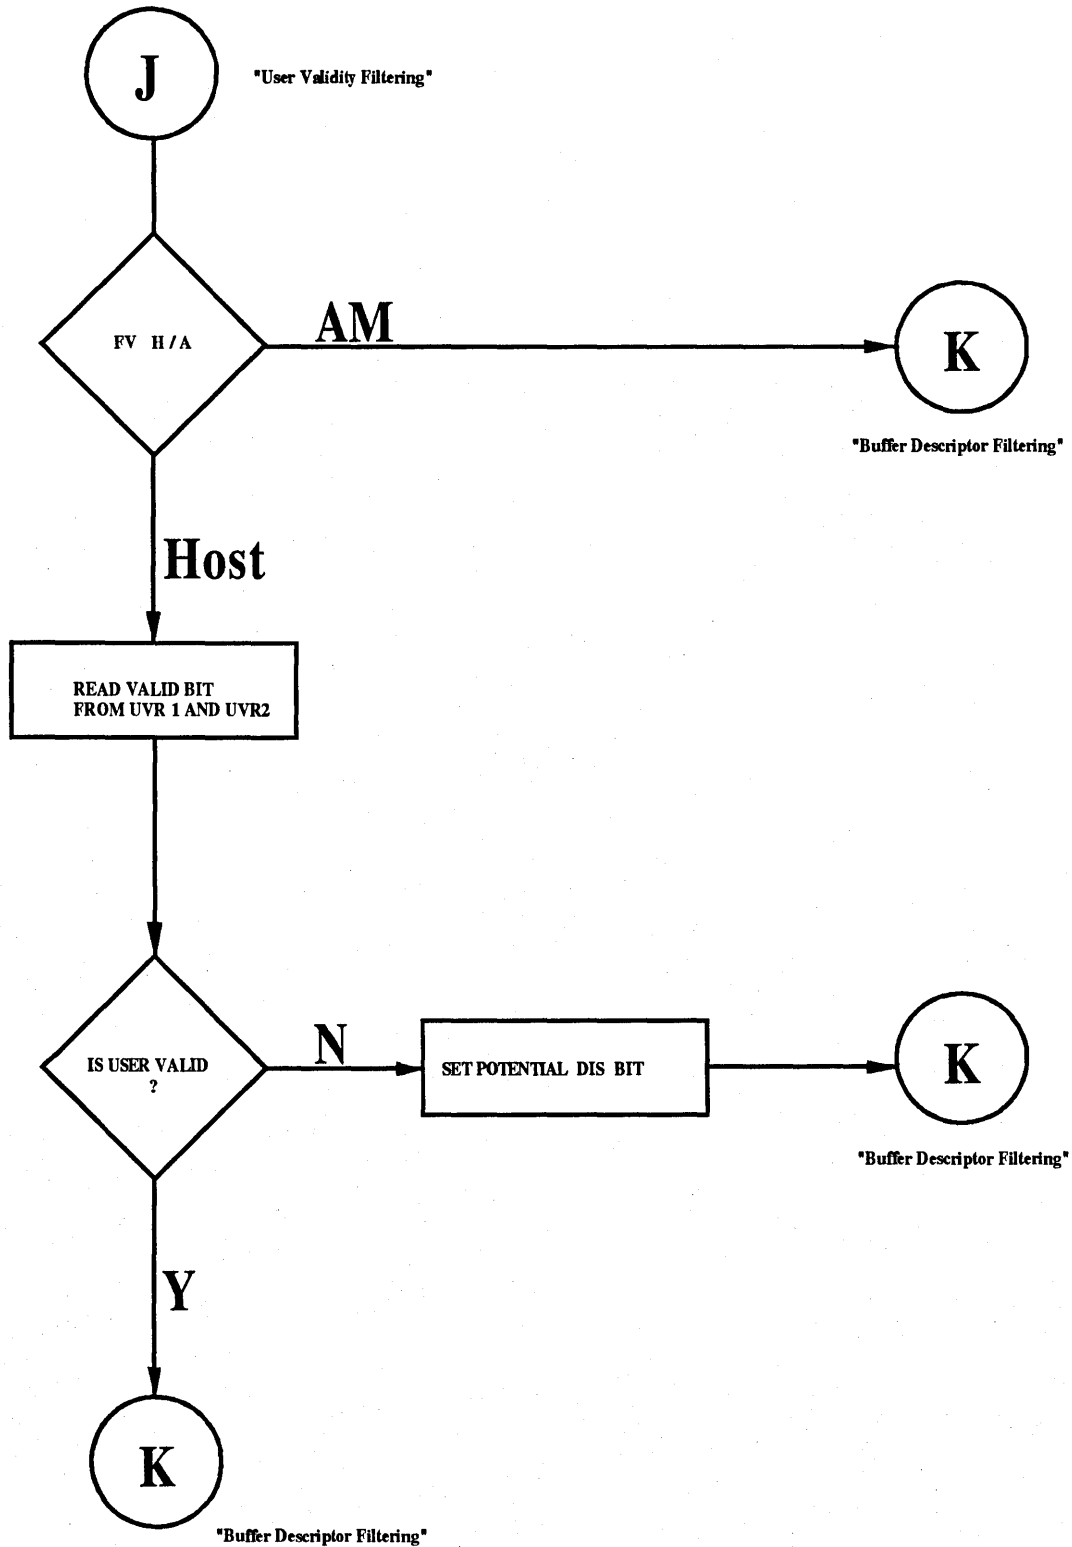 J
"User Validity Filtering"
FV H / A
AM
K
"Buffer Descriptor Filtering"
Host
READ VALID BIT
FROM UVR 1 AND UVR2
IS USER VALID
?
N
SET POTENTIAL DIS BIT
K
"Buffer Descriptor Filtering"
Y
K
"Buffer Descriptor Filtering"